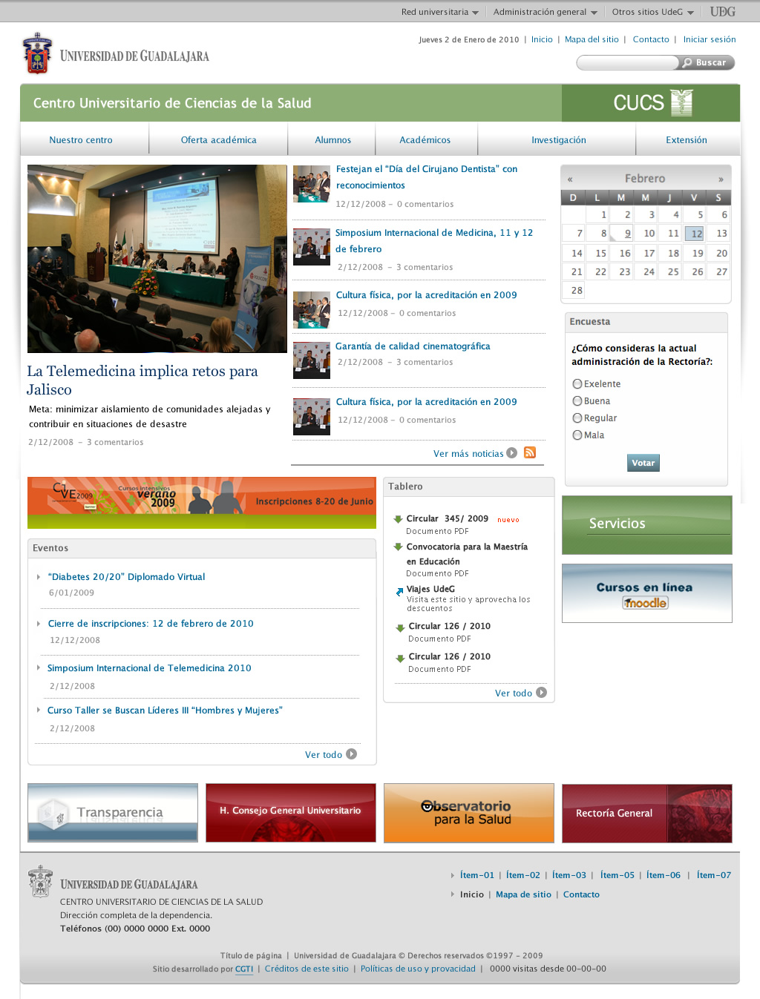 Red universitaria
Administración general
Otros sitios UdeG
UDG
UNIVERSIDAD DE GUADALAJARA
Jueves 2 de Enero de 2010 | Inicio | Mapa del sitio | Contacto | Iniciar sesión
Buscar
Centro Universitario de Ciencias de la Salud
CUCS
Nuestro centro
Oferta académica
Alumnos
Académicos
Investigación
Extensión
La Telemedicina implica retos para
Jalisco
Meta: minimizar aislamiento de comunidades alejadas y
contribuir en situaciones de desastre
2/12/2008 – 3 comentarios
Festejan el “Día del Cirujano Dentista” con
reconocimientos
12/12/2008 – 0 comentarios
Simposium Internacional de Medicina, 11 y 12
de febrero
2/12/2008 – 3 comentarios
Cultura física, por la acreditación en 2009
12/12/2008 – 0 comentarios
Garantía de calidad cinematográfica
2/12/2008 – 3 comentarios
Cultura física, por la acreditación en 2009
12/12/2008 – 0 comentarios
Ver más noticias
« Febrero »
D L M M J V S
1 2 3 4 5 6
7 8 9 10 11 12 13
14 15 16 17 18 19 20
21 22 23 24 25 26 27
28
Encuesta
¿Cómo consideras la actual
administración de la Rectoría?:
Exelente
Buena
Regular
Mala
Votar
CiVE
2009
Cursos intensivos
verano
2009
Inscripciones 8-20 de Junio
Eventos
“Diabetes 20/20” Diplomado Virtual
6/01/2009
Cierre de inscripciones: 12 de febrero de 2010
12/12/2008
Simposium Internacional de Telemedicina 2010
2/12/2008
Curso Taller se Buscan Líderes III “Hombres y Mujeres”
2/12/2008
Ver todo
Tablero
Circular 345/ 2009 nuevo
Documento PDF
Convocatoria para la Maestría
en Educación
Documento PDF
Viajes UdeG
Visita este sitio y aprovecha los
descuentos
Circular 126 / 2010
Documento PDF
Circular 126 / 2010
Documento PDF
Ver todo
Servicios
Cursos en línea
moodle
Transparencia
H. Consejo General Universitario
Observatorio
para la Salud
Rectoría General
UNIVERSIDAD DE GUADALAJARA
CENTRO UNIVERSITARIO DE CIENCIAS DE LA SALUD
Dirección completa de la dependencia.
Teléfonos (00) 0000 0000 Ext. 0000
Ítem-01 | Ítem-02 | Ítem-03 | Ítem-05 | Ítem-06 | Ítem-07
Inicio | Mapa de sitio | Contacto
Título de página | Universidad de Guadalajara © Derechos reservados ©1997 - 2009
Sitio desarrollado por CGTI | Créditos de este sitio | Políticas de uso y provacidad | 0000 visitas desde 00-00-00